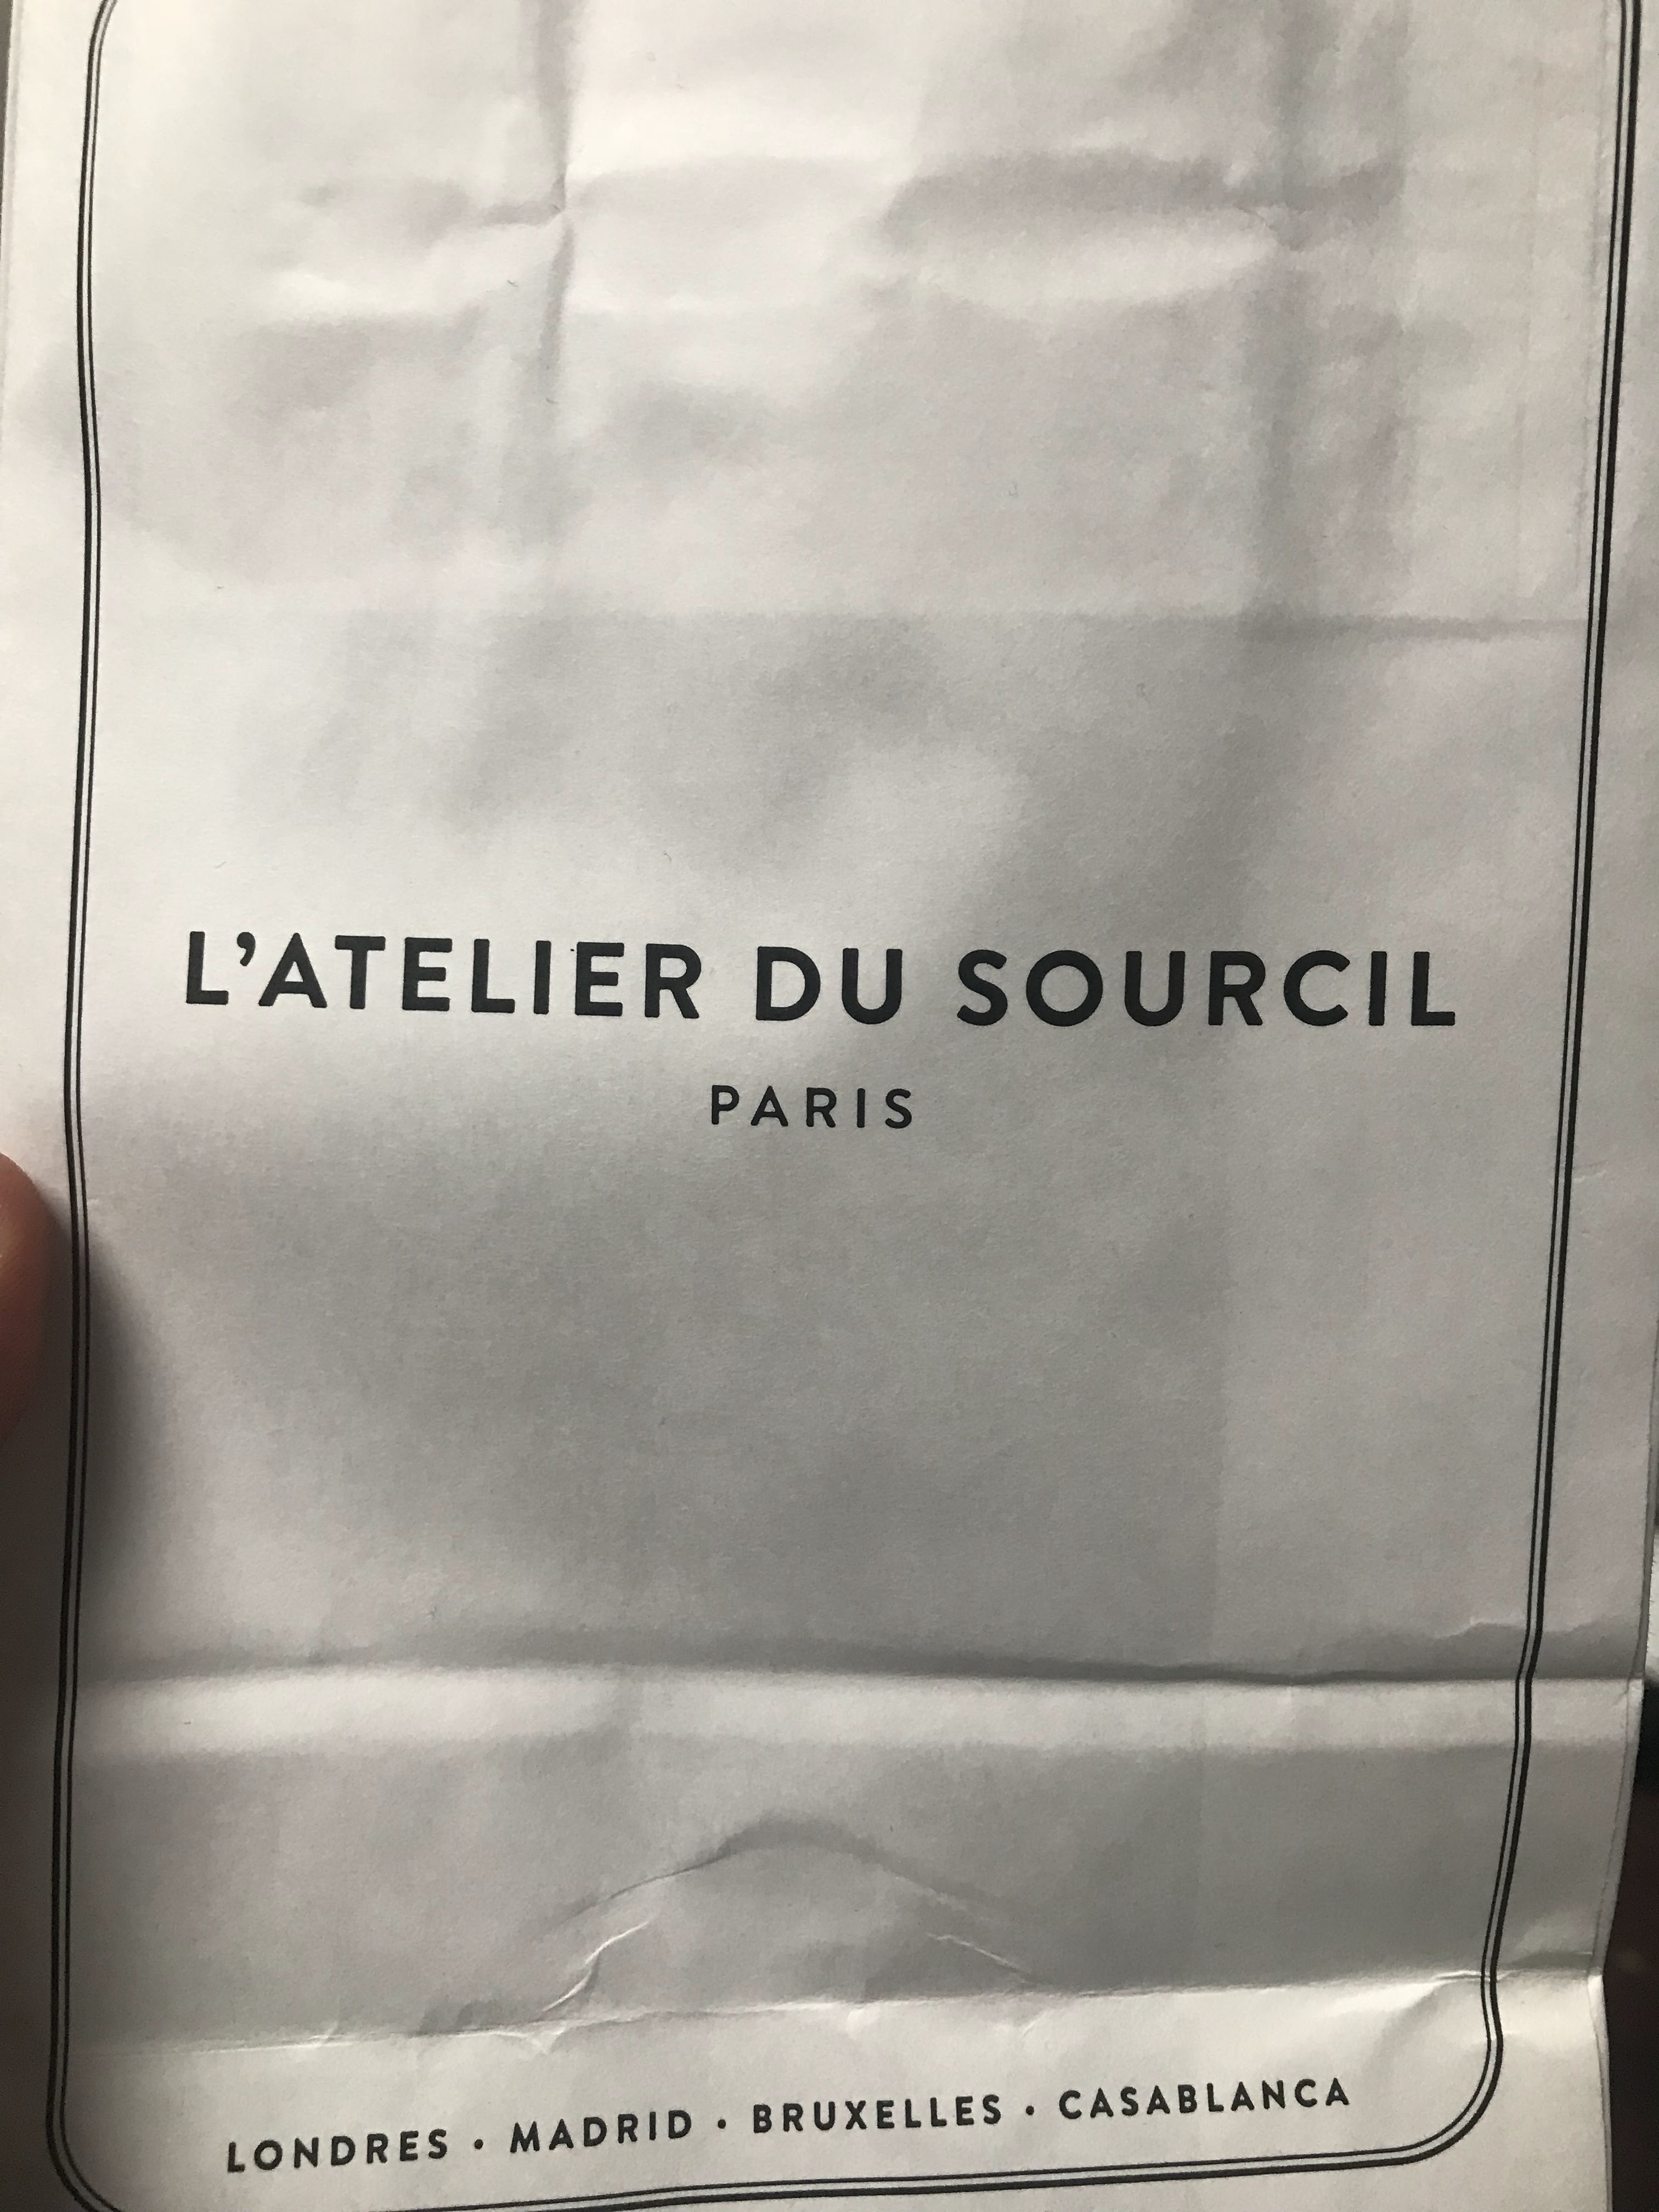 L’ATELIER DU SOURCIL
PARIS
LONDRES • MADRID • BRUXELLES • CASABLANCA